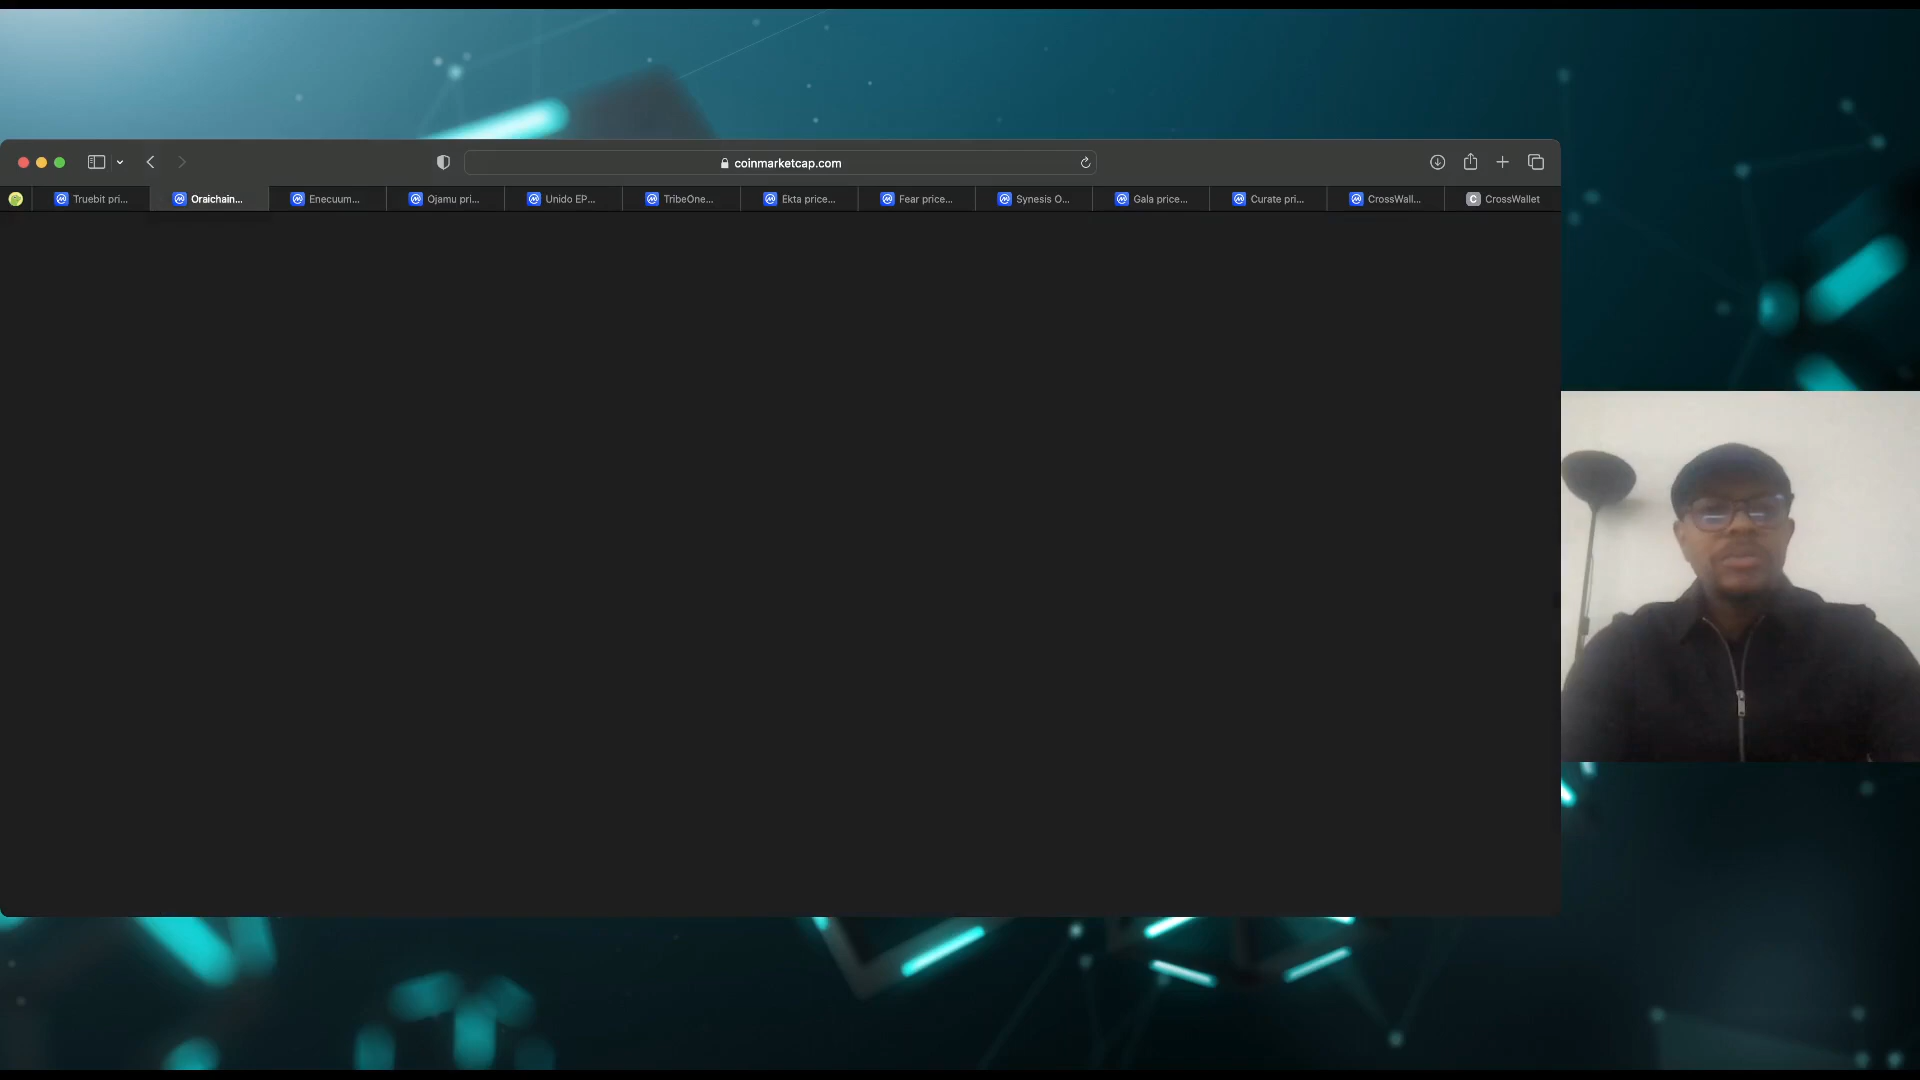 coinmarketcap.com
Truebit pri...
Oraichain...
Enecuum...
Ojamu pri...
Unido EP...
TribeOne...
Ekta price...
Fear price...
Synesis O...
Gala price...
Curate pri...
CrossWall...
C CrossWallet